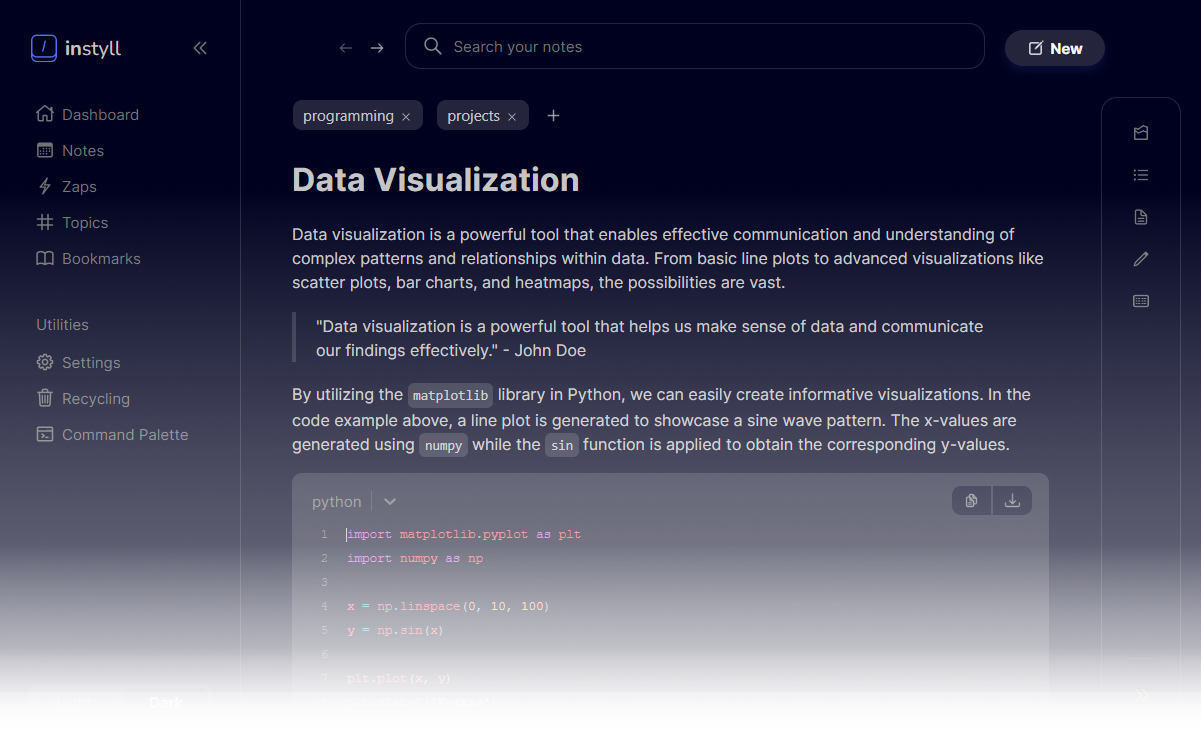 instyll
Search your notes
New
Dashboard
Notes
Zaps
Topics
Bookmarks
Utilities
Settings
Recycling
Command Palette
programming × projects × +
Data Visualization
Data visualization is a powerful tool that enables effective communication and understanding of
complex patterns and relationships within data. From basic line plots to advanced visualizations like
scatter plots, bar charts, and heatmaps, the possibilities are vast.
"Data visualization is a powerful tool that helps us make sense of data and communicate
our findings effectively." - John Doe
By utilizing the matplotlib library in Python, we can easily create informative visualizations. In the
code example above, a line plot is generated to showcase a sine wave pattern. The x-values are
generated using numpy while the sin function is applied to obtain the corresponding y-values.
python
1 import matplotlib.pyplot as plt
2 import numpy as np
3
4 x = np.linspace(0, 10, 100)
5 y = np.sin(x)
6
7 plt.plot(x, y)
Dark